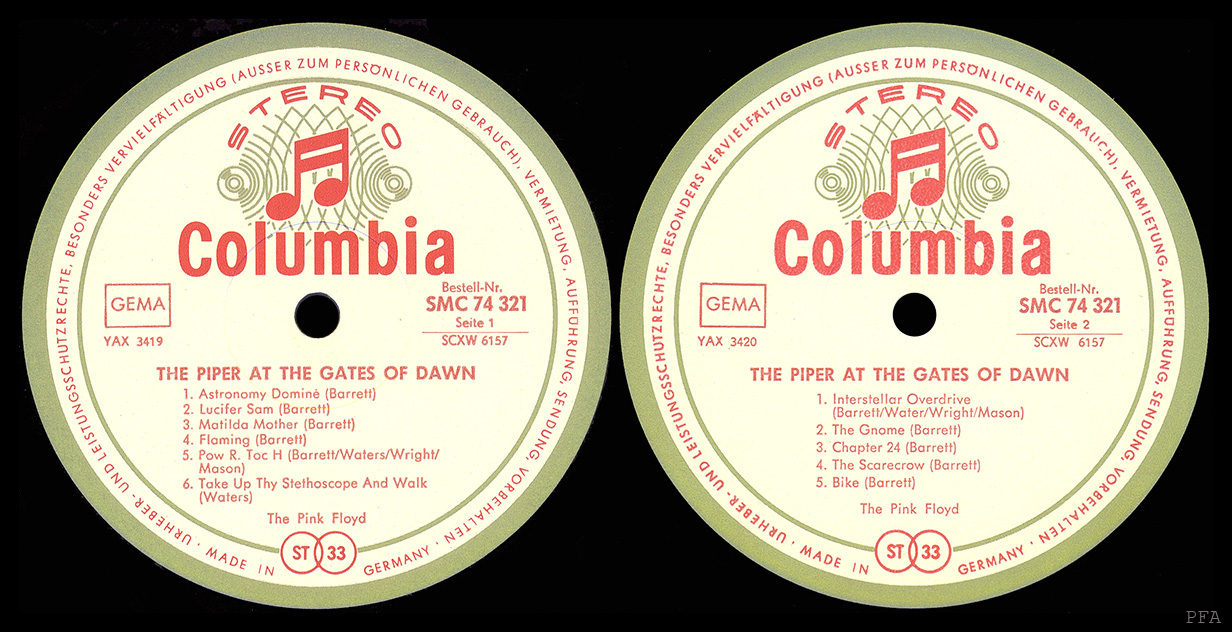 URHEBER- UND LEISTUNGSSCHUTZRECHTE, BESONDERS VERVIELFÄLTIGUNG (AUSSER ZUM PERSÖNLICHEN GEBRAUCH), VERMIETUNG, AUFFÜHRUNG, SENDUNG, VORBEHALTEN ·
STEREO
Columbia
GEMA
YAX 3419
Bestell-Nr.
SMC 74 321
Seite 1
SCXW 6157
THE PIPER AT THE GATES OF DAWN
1. Astronomy Dominé (Barrett)
2. Lucifer Sam (Barrett)
3. Matilda Mother (Barrett)
4. Flaming (Barrett)
5. Pow R. Toc H (Barrett/Waters/Wright/
Mason)
6. Take Up Thy Stethoscope And Walk
(Waters)
The Pink Floyd
ST 33
· MADE IN GERMANY ·
URHEBER- UND LEISTUNGSSCHUTZRECHTE, BESONDERS VERVIELFÄLTIGUNG (AUSSER ZUM PERSÖNLICHEN GEBRAUCH), VERMIETUNG, AUFFÜHRUNG, SENDUNG, VORBEHALTEN ·
STEREO
Columbia
GEMA
YAX 3420
Bestell-Nr.
SMC 74 321
Seite 2
SCXW 6157
THE PIPER AT THE GATES OF DAWN
1. Interstellar Overdrive
(Barrett/Water/Wright/Mason)
2. The Gnome (Barrett)
3. Chapter 24 (Barrett)
4. The Scarecrow (Barrett)
5. Bike (Barrett)
The Pink Floyd
ST 33
· MADE IN GERMANY ·
PFA